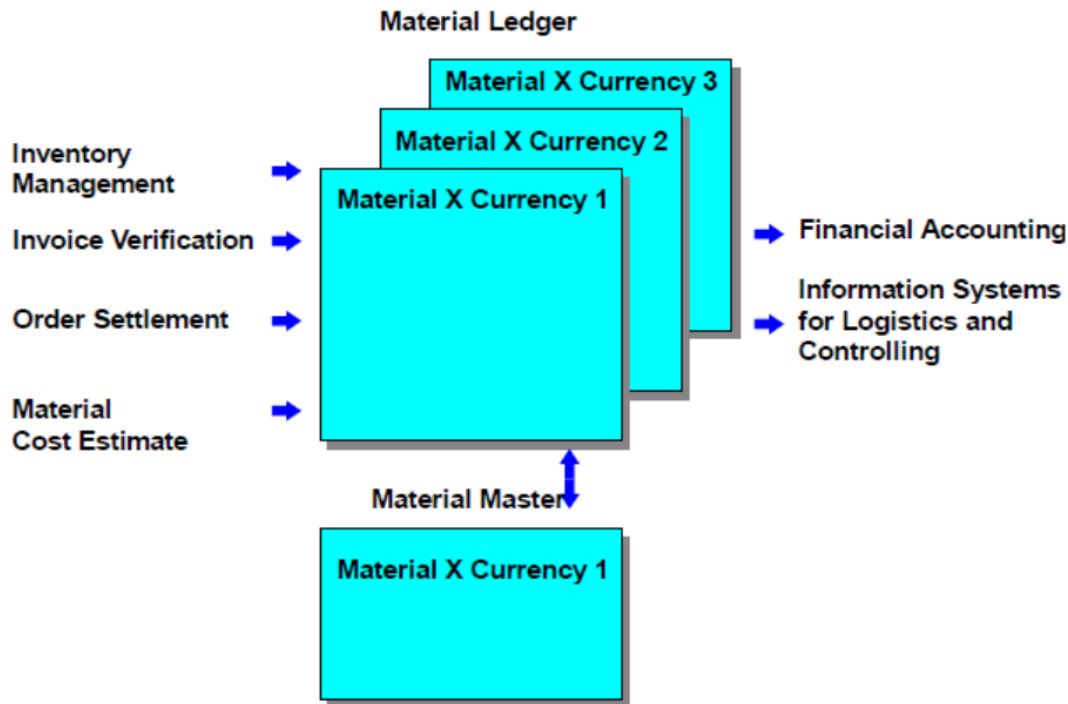 Material Ledger
Material X Currency 3
Material X Currency 2
Material X Currency 1
Inventory
Management
Invoice Verification
Order Settlement
Material
Cost Estimate
Financial Accounting
Information Systems
for Logistics and
Controlling
Material Master
Material X Currency 1